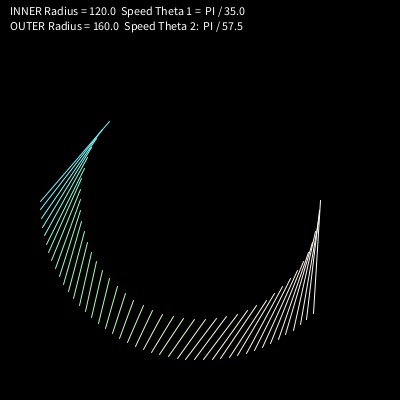 INNER Radius = 120.0  Speed Theta 1 =  PI / 35.0
OUTER Radius = 160.0  Speed Theta 2:  PI / 57.5